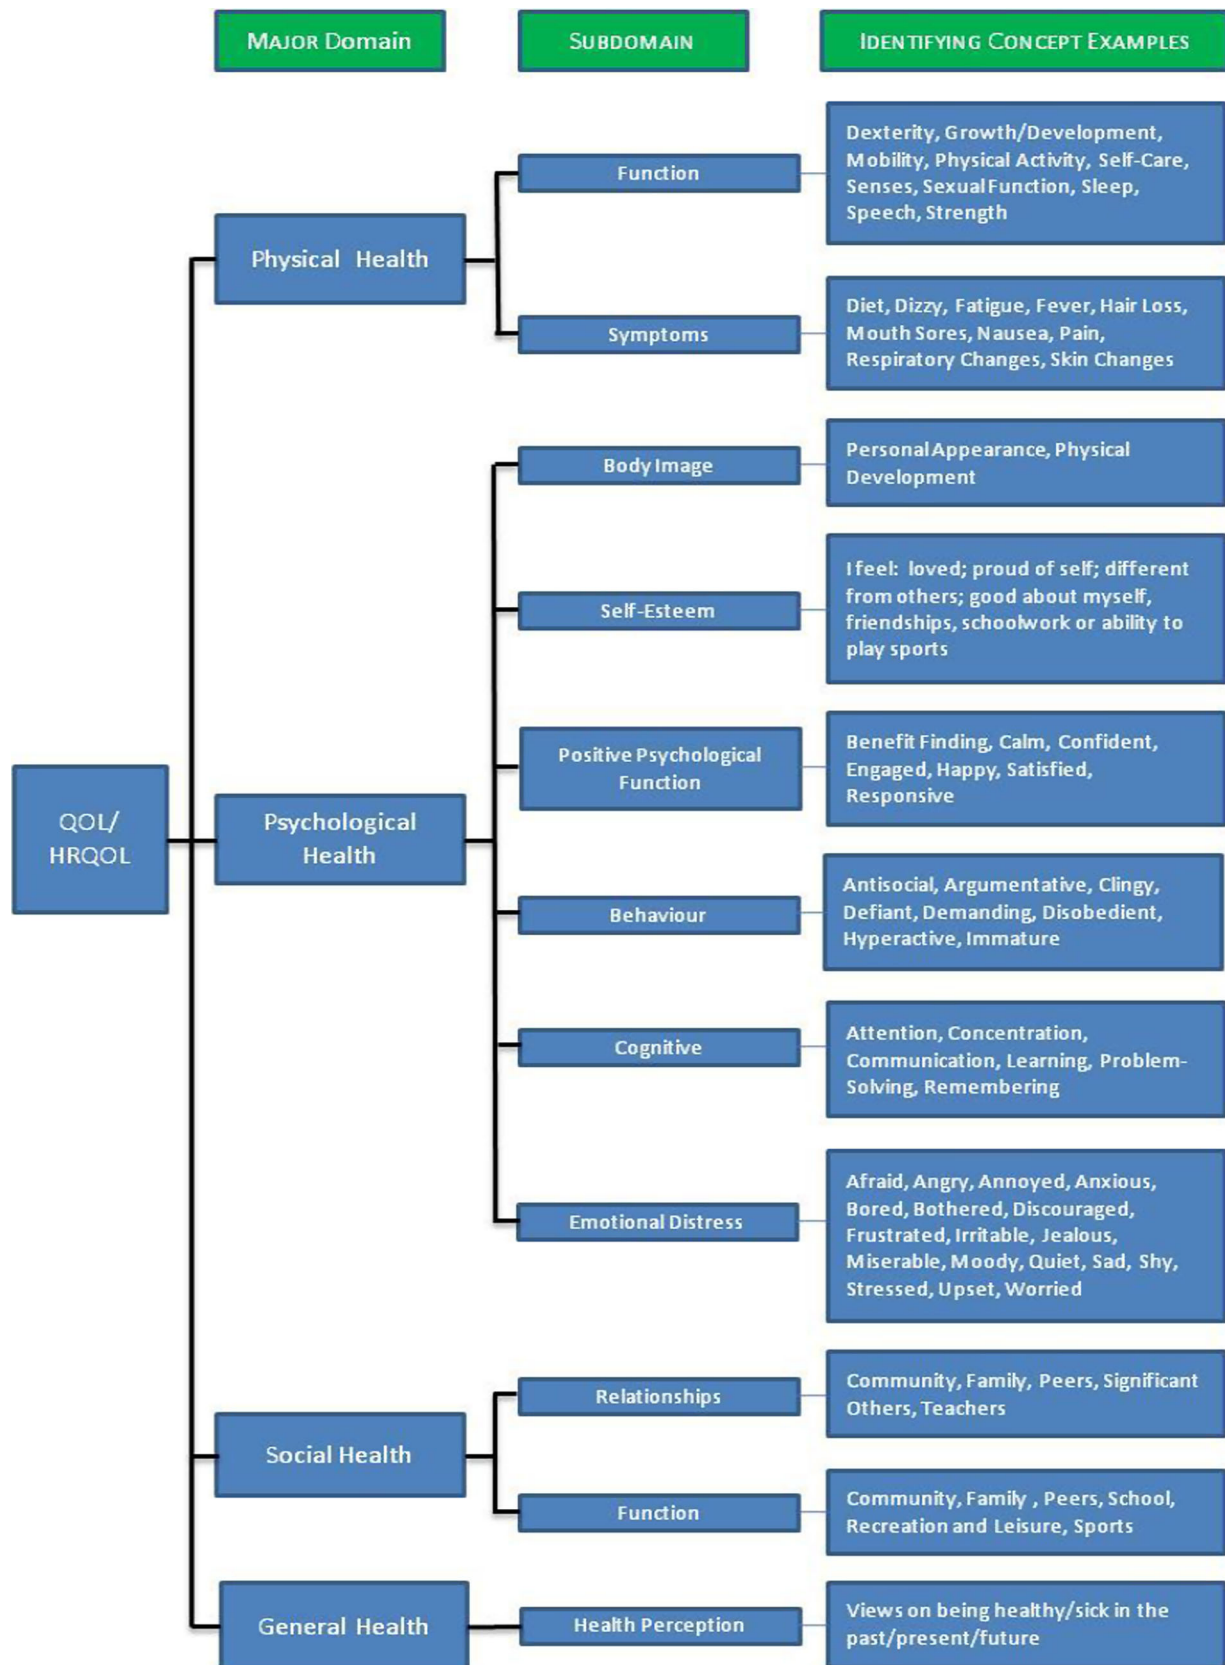 MAJOR Domain
SUBDOMAIN
IDENTIFYING CONCEPT EXAMPLES
QOL/
HRQOL
Physical Health
Function
Dexterity, Growth/Development,
Mobility, Physical Activity, Self-Care,
Senses, Sexual Function, Sleep,
Speech, Strength
Symptoms
Diet, Dizzy, Fatigue, Fever, Hair Loss,
Mouth Sores, Nausea, Pain,
Respiratory Changes, Skin Changes
Psychological
Health
Body Image
Personal Appearance, Physical
Development
Self-Esteem
I feel: loved; proud of self; different
from others; good about myself,
friendships, schoolwork or ability to
play sports
Positive Psychological
Function
Benefit Finding, Calm, Confident,
Engaged, Happy, Satisfied,
Responsive
Behaviour
Antisocial, Argumentative, Clingy,
Defiant, Demanding, Disobedient,
Hyperactive, Immature
Cognitive
Attention, Concentration,
Communication, Learning, Problem-
Solving, Remembering
Emotional Distress
Afraid, Angry, Annoyed, Anxious,
Bored, Bothered, Discouraged,
Frustrated, Irritable, Jealous,
Miserable, Moody, Quiet, Sad, Shy,
Stressed, Upset, Worried
Social Health
Relationships
Community, Family, Peers, Significant
Others, Teachers
Function
Community, Family , Peers, School,
Recreation and Leisure, Sports
General Health
Health Perception
Views on being healthy/sick in the
past/present/future